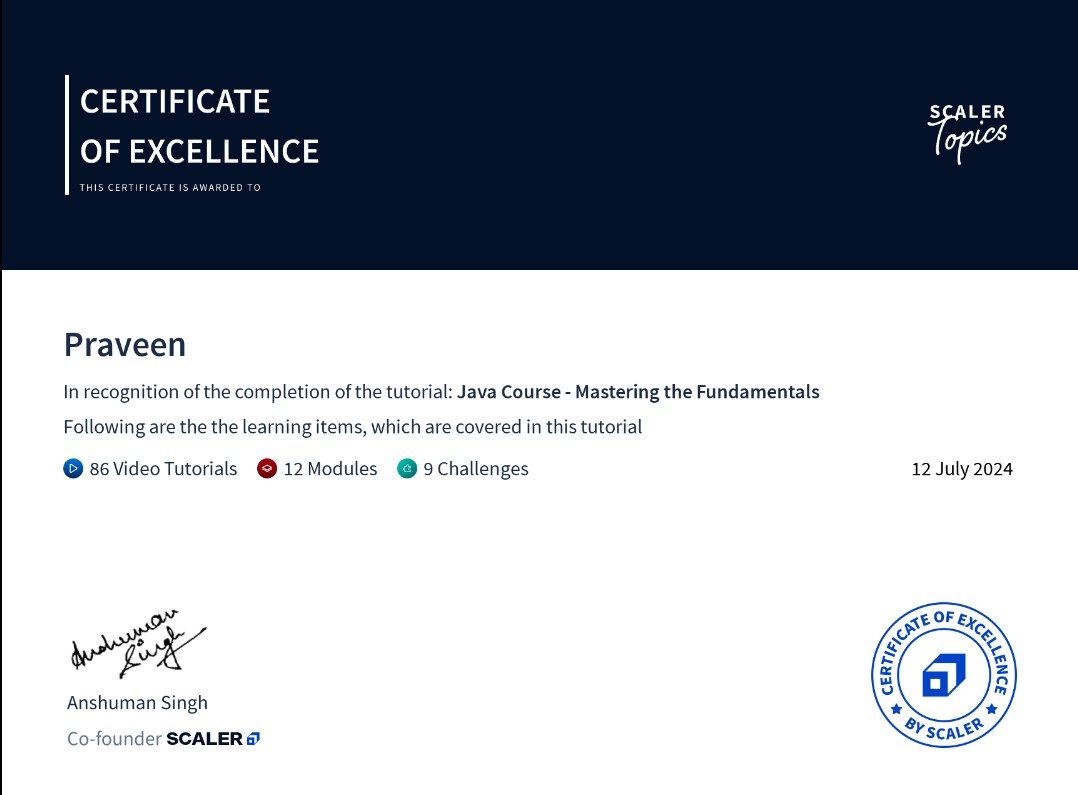 CERTIFICATE
OF EXCELLENCE
THIS CERTIFICATE IS AWARDED TO
SCALER
Topics
Praveen
In recognition of the completion of the tutorial: Java Course - Mastering the Fundamentals
Following are the the learning items, which are covered in this tutorial
86 Video Tutorials 12 Modules 9 Challenges 12 July 2024
Anshuman
Singh
Anshuman Singh
Co-founder SCALER
CERTIFICATE OF EXCELLENCE
BY SCALER